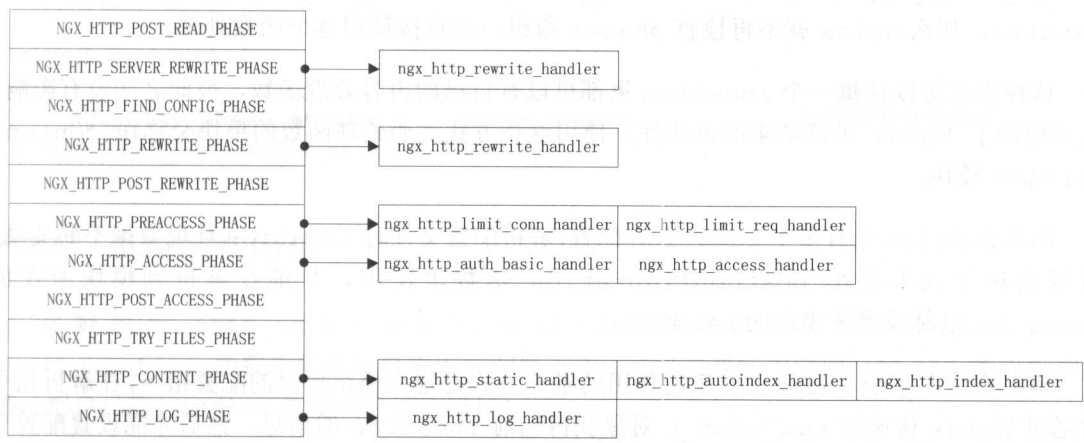 NGX_HTTP_POST_READ_PHASE
NGX_HTTP_SERVER_REWRITE_PHASE ngx_http_rewrite_handler
NGX_HTTP_FIND_CONFIG_PHASE
NGX_HTTP_REWRITE_PHASE ngx_http_rewrite_handler
NGX_HTTP_POST_REWRITE_PHASE
NGX_HTTP_PREACCESS_PHASE ngx_http_limit_conn_handler ngx_http_limit_req_handler
NGX_HTTP_ACCESS_PHASE ngx_http_auth_basic_handler ngx_http_access_handler
NGX_HTTP_POST_ACCESS_PHASE
NGX_HTTP_TRY_FILES_PHASE
NGX_HTTP_CONTENT_PHASE ngx_http_static_handler ngx_http_autoindex_handler ngx_http_index_handler
NGX_HTTP_LOG_PHASE ngx_http_log_handler